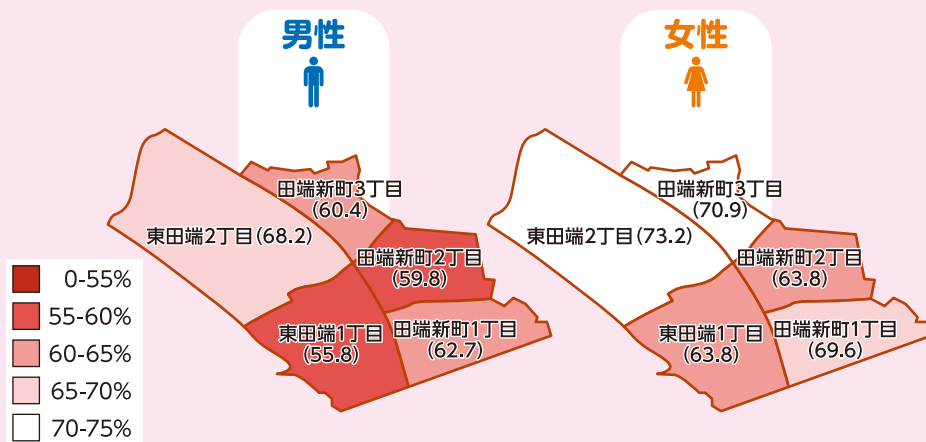 男性
女性
田端新町3丁目
(60.4)
東田端2丁目(68.2)
田端新町2丁目
(59.8)
東田端1丁目
(55.8)
田端新町1丁目
(62.7)
田端新町3丁目
(70.9)
東田端2丁目(73.2)
田端新町2丁目
(63.8)
東田端1丁目
(63.8)
田端新町1丁目
(69.6)
0-55%
55-60%
60-65%
65-70%
70-75%